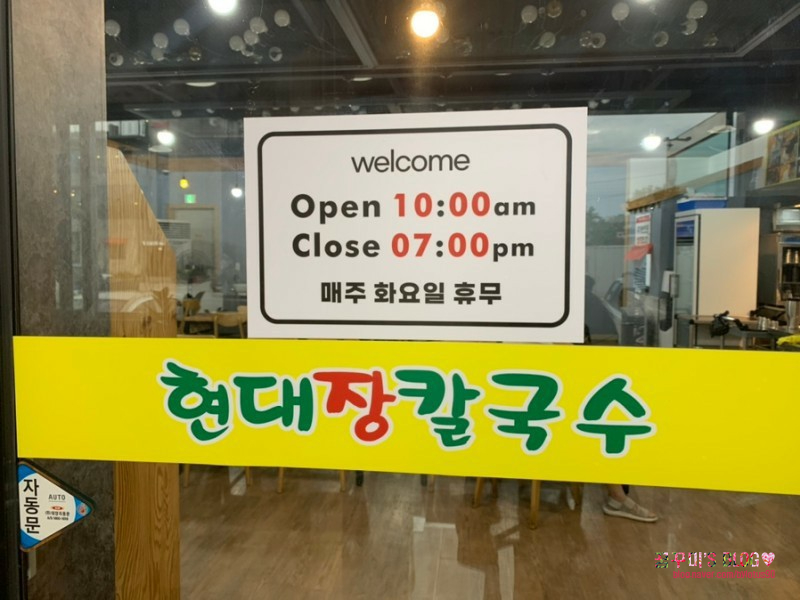 welcome
Open 10:00am
Close 07:00pm
매주 화요일 휴무
현대장칼국수
자동문
AUTO